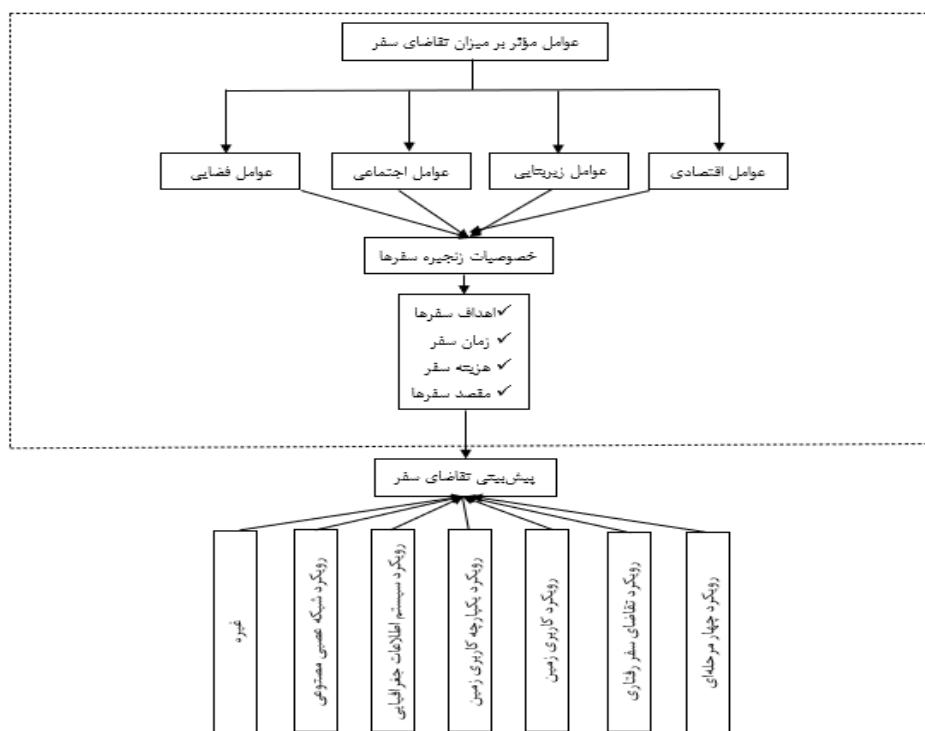 عوامل مؤثر بر میزان تقاضای سفر
عوامل اقتصادی
عوامل زیربنایی
عوامل اجتماعی
عوامل فضایی
خصوصیات زنجیره سفرها
✓ اهداف سفرها
✓ زمان سفر
✓ هزینه سفر
✓ مقصد سفرها
پیش‌بینی تقاضای سفر
رویکرد چهار مرحله‌ای
رویکرد تقاضای سفر رفتاری
رویکرد کاربری زمین
رویکرد یکپارچه کاربری زمین
رویکرد سیستم اطلاعات جغرافیایی
رویکرد شبکه عصبی مصنوعی
غیره